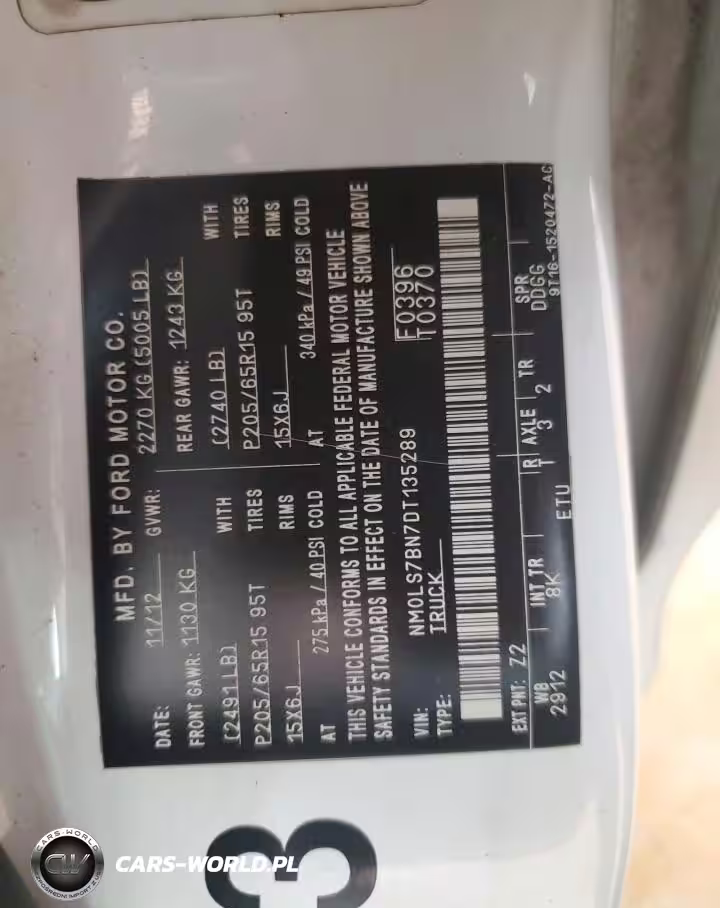 MFD. BY FORD MOTOR CO.
DATE: 11/12 GVWR: 2270 KG (5005 LB)
FRONT GAWR: 1130 KG REAR GAWR: 1243 KG
(2491 LB) WITH (2740 LB) WITH
P205/65R15 95T TIRES P205/65R15 95T TIRES
15X6J RIMS 15X6J RIMS
AT 275 kPa / 40 PSI COLD AT 340 kPa / 49 PSI COLD
THIS VEHICLE CONFORMS TO ALL APPLICABLE FEDERAL MOTOR VEHICLE
SAFETY STANDARDS IN EFFECT ON THE DATE OF MANUFACTURE SHOWN ABOVE
VIN: NM0LS7BN7DT135289 F0396
TYPE: TRUCK T0370
EXT PNT: Z2 R AXLE TR SPR
WB INT TR T 3 2 DDGG
2912 8K 9T16-1520472-AC
ETU
3
CARS-WORLD
CW
CARS-WORLD.PL